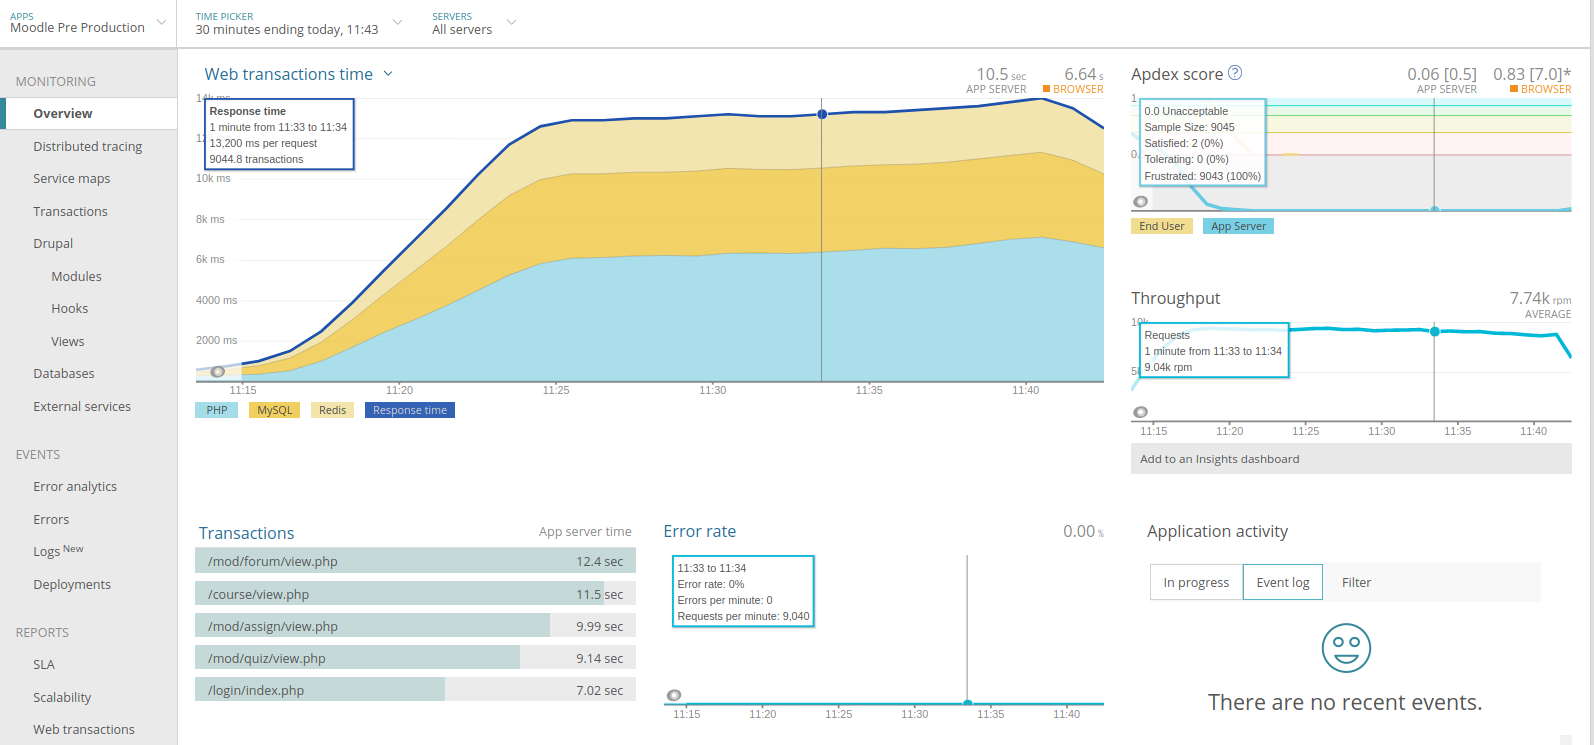 APPS
Moodle Pre Production
TIME PICKER
30 minutes ending today, 11:43
SERVERS
All servers
MONITORING
Overview
Distributed tracing
Service maps
Transactions
Drupal
Modules
Hooks
Views
Databases
External services
EVENTS
Error analytics
Errors
Logs New
Deployments
REPORTS
SLA
Scalability
Web transactions
Web transactions time
10.5 sec
APP SERVER
6.64 s
BROWSER
Response time
1 minute from 11:33 to 11:34
13,200 ms per request
9044.8 transactions
10k ms
8k ms
6k ms
4000 ms
2000 ms
11:15 11:20 11:25 11:30 11:35 11:40
PHP MySQL Redis Response time
Apdex score ?
0.06 [0.5]
APP SERVER
0.83 [7.0]*
BROWSER
1
0.
0.0 Unacceptable
Sample Size: 9045
Satisfied: 2 (0%)
Tolerating: 0 (0%)
Frustrated: 9043 (100%)
End User App Server
Throughput
7.74k rpm
AVERAGE
Requests
1 minute from 11:33 to 11:34
9.04k rpm
11:15 11:20 11:25 11:30 11:35 11:40
Add to an Insights dashboard
Transactions
App server time
/mod/forum/view.php 12.4 sec
/course/view.php 11.5 sec
/mod/assign/view.php 9.99 sec
/mod/quiz/view.php 9.14 sec
/login/index.php 7.02 sec
Error rate
0.00 %
11:33 to 11:34
Error rate: 0%
Errors per minute: 0
Requests per minute: 9,040
11:15 11:20 11:25 11:30 11:35 11:40
Application activity
In progress Event log Filter
There are no recent events.